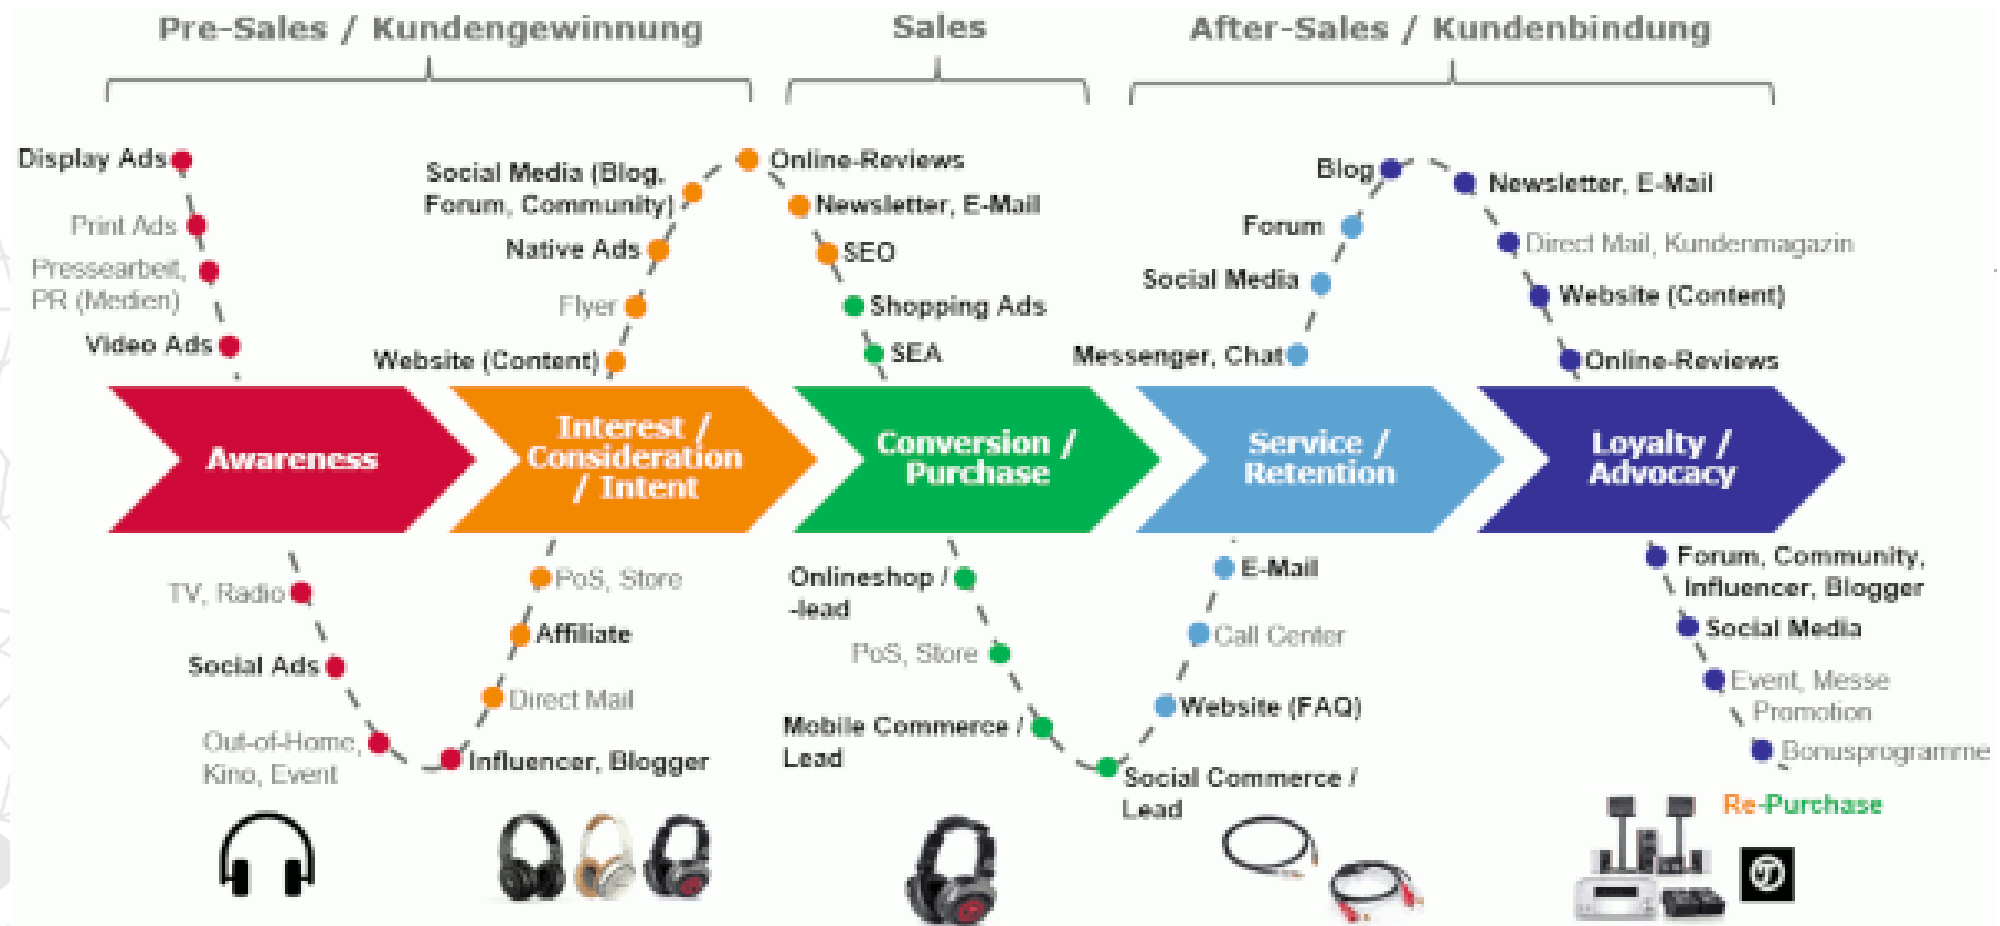 Pre-Sales / Kundengewinnung
Sales
After-Sales / Kundenbindung
Display Ads
Print Ads
Pressearbeit,
PR (Medien)
Video Ads
Social Media (Blog,
Forum, Community)
Native Ads
Flyer
Website (Content)
Online-Reviews
Newsletter, E-Mail
SEO
Shopping Ads
SEA
Blog
Forum
Social Media
Messenger, Chat
Newsletter, E-Mail
Direct Mail, Kundenmagazin
Website (Content)
Online-Reviews
Awareness
Interest /
Consideration
/ Intent
Conversion /
Purchase
Service /
Retention
Loyalty /
Advocacy
TV, Radio
Social Ads
Out-of-Home,
Kino, Event
PoS, Store
Affiliate
Direct Mail
Influencer, Blogger
Onlineshop /
-lead
PoS, Store
Mobile Commerce /
Lead
Social Commerce /
Lead
E-Mail
Call Center
Website (FAQ)
Forum, Community,
Influencer, Blogger
Social Media
Event, Messe
Promotion
Bonusprogramme
Re-Purchase